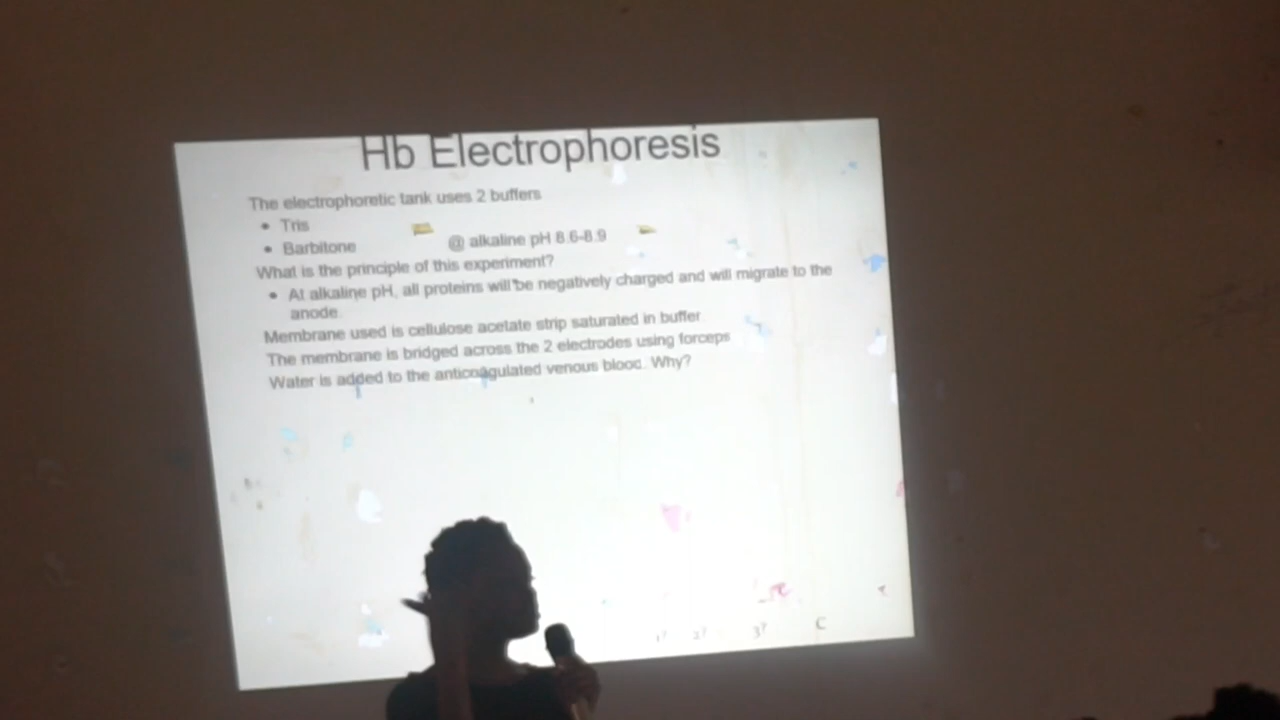 Hb Electrophoresis
The electrophoretic tank uses 2 buffers
• Tris
• Barbitone @ alkaline pH 8.6-8.9
What is the principle of this experiment?
• At alkaline pH, all proteins will be negatively charged and will migrate to the
anode.
Membrane used is cellulose acetate strip saturated in buffer
The membrane is bridged across the 2 electrodes using forceps
Water is added to the anticoagulated venous blood. Why?
C